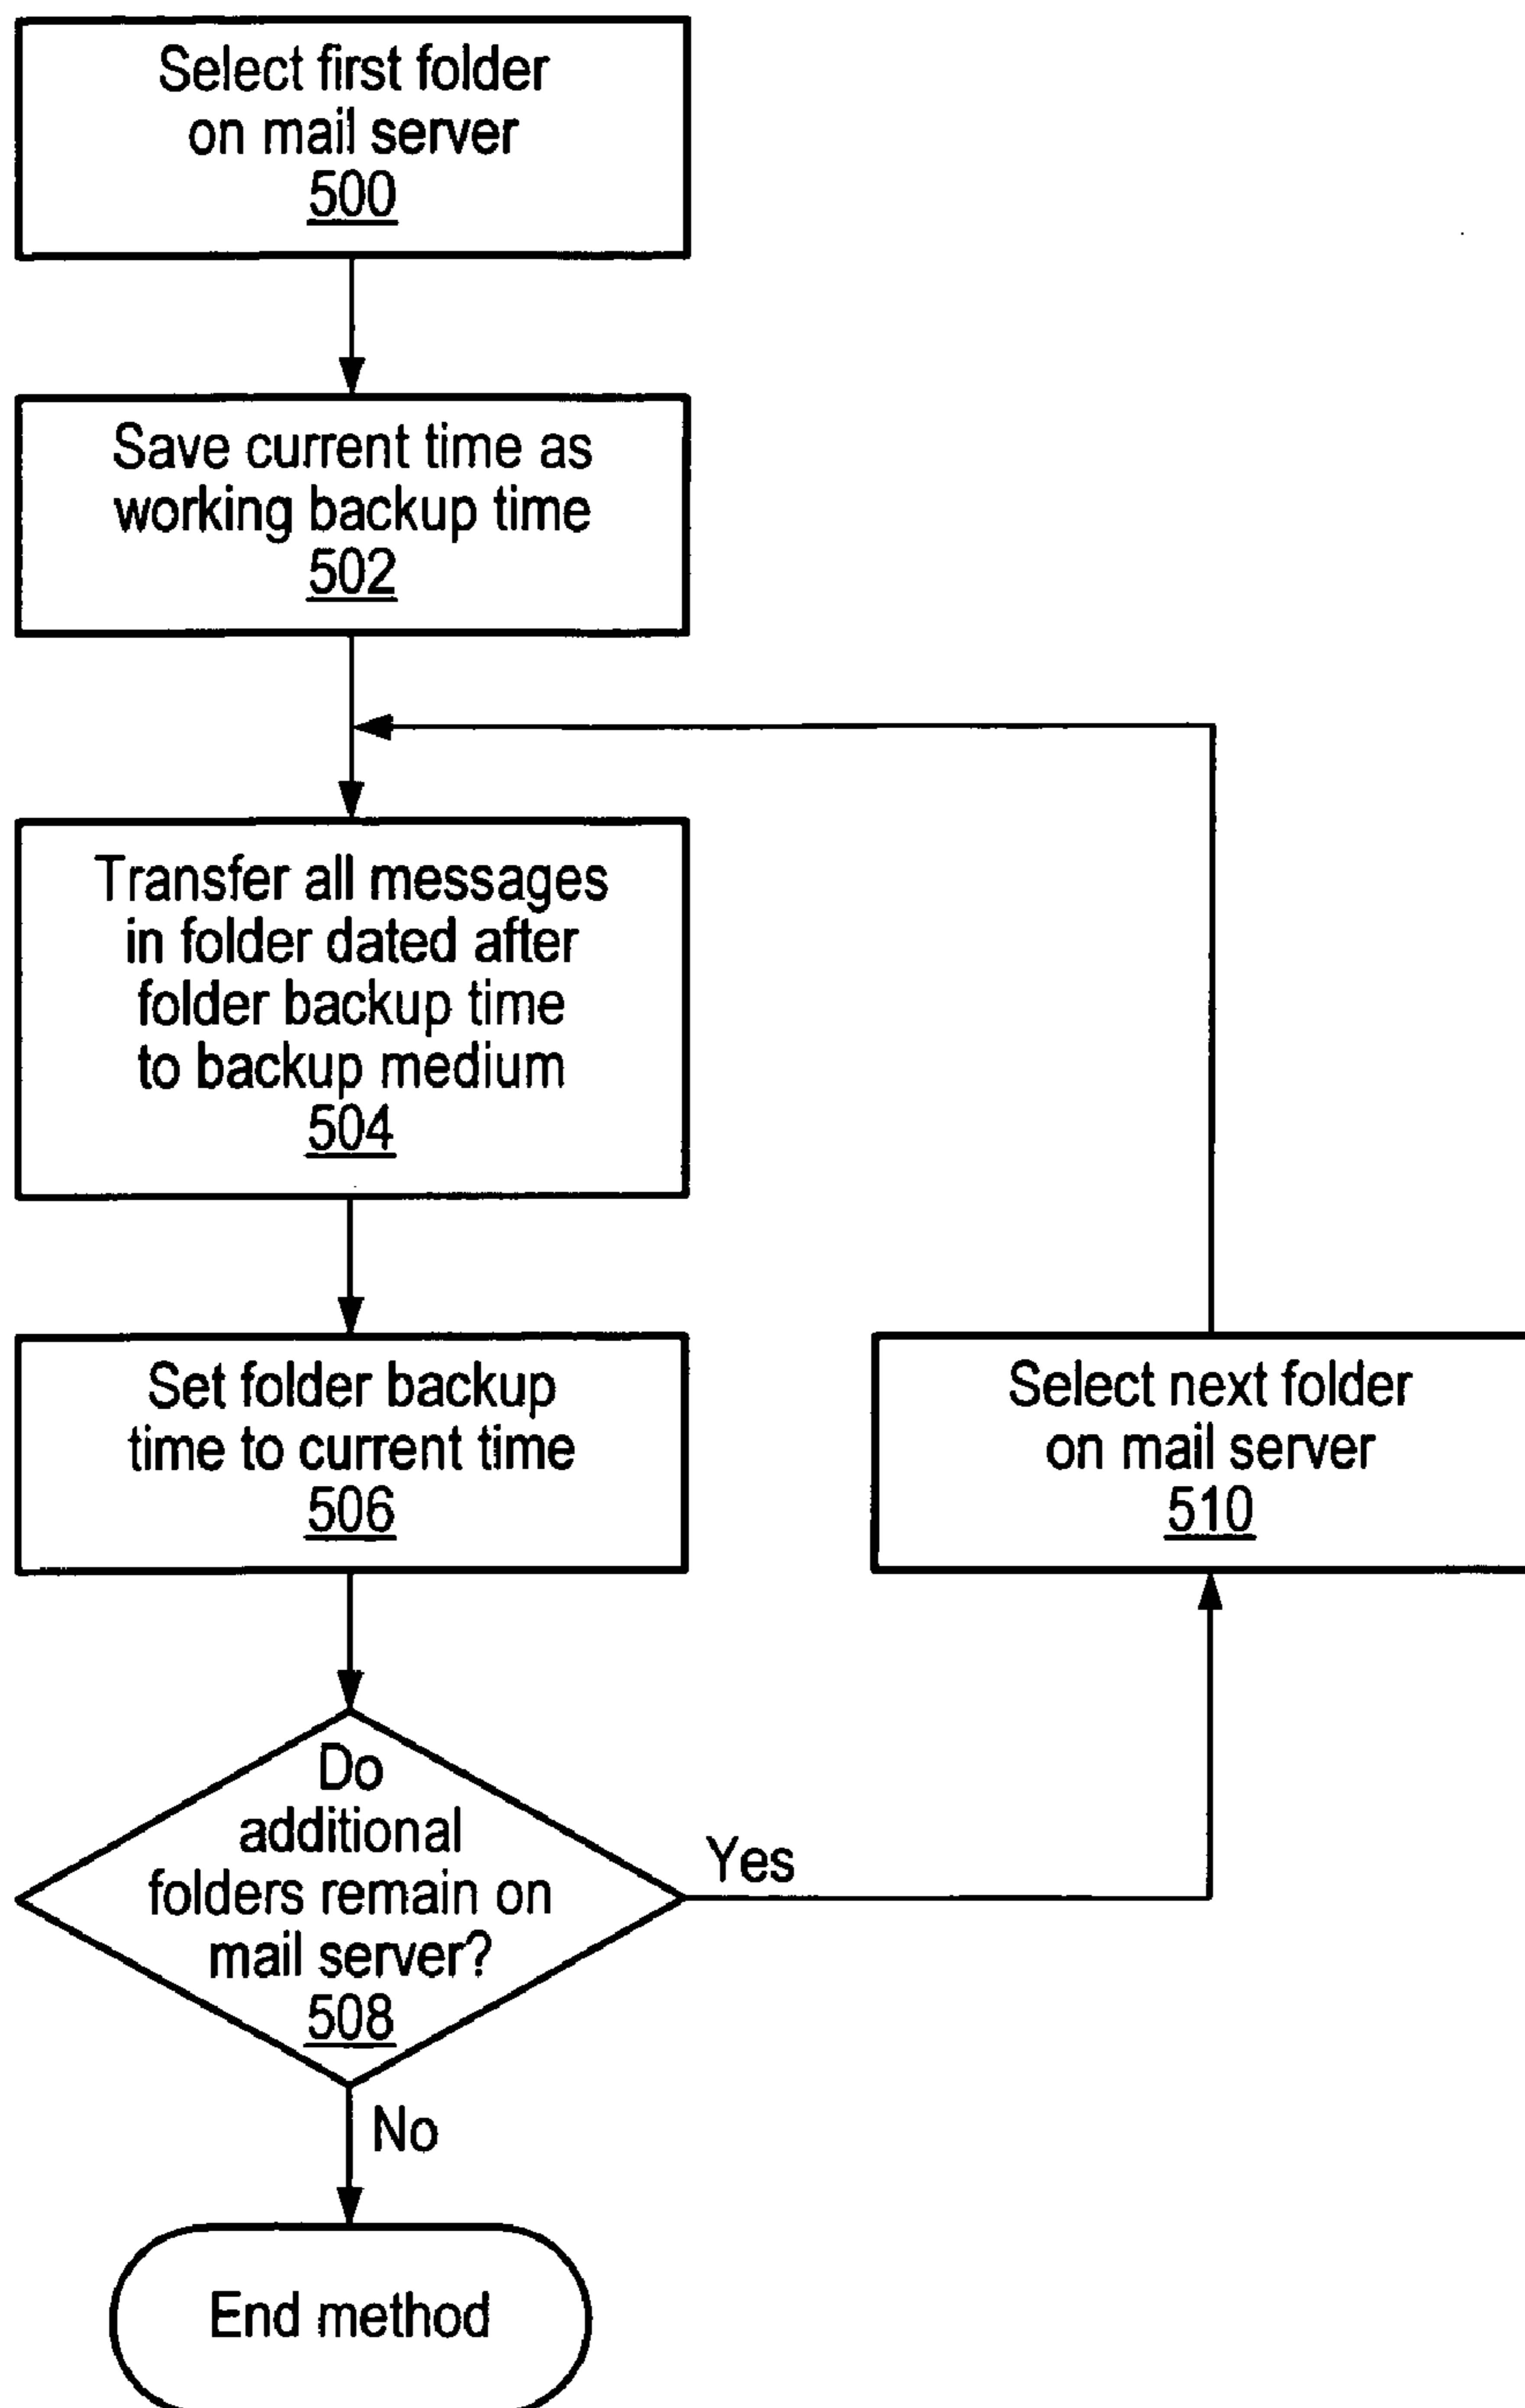 Select first folder
on mail server
500
Save current time as
working backup time
502
Transfer all messages
in folder dated after
folder backup time
to backup medium
504
Set folder backup
time to current time
506
Select next folder
on mail server
510
Do
additional
folders remain on
mail server?
508
Yes
No
End method